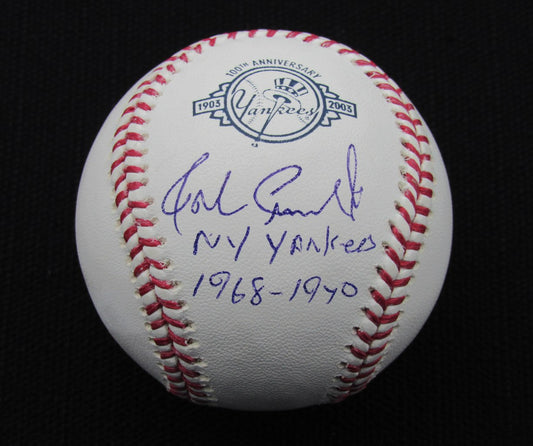 100TH ANNIVERSARY
1903 Yankees 2003
NY YANKEES
1968-1970